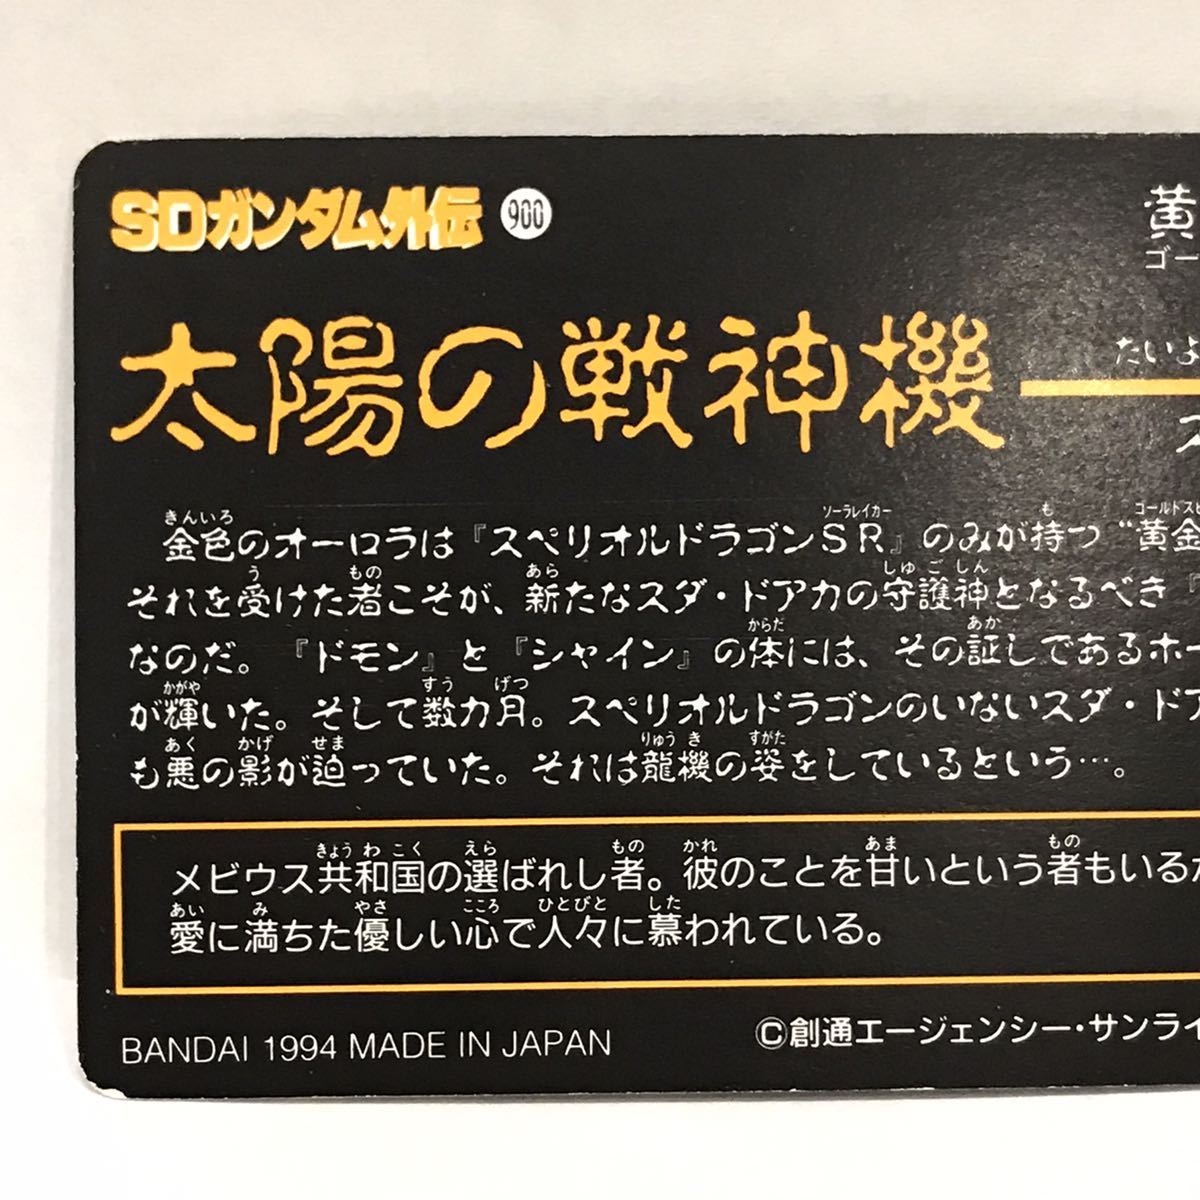 SDガンダム外伝 900
黄
ゴー
太陽の戦神機
たいよ
きんいろ ソーラレイカー も ゴールドスピ
金色のオーロラは『スペリオルドラゴンSR』のみが持つ“黄金
う もの あら しゅごしん
それを受けた者こそが、新たなスダ・ドアカの守護神となるべき『
からだ あか
なのだ。『ドモン』と『シャイン』の体には、その証しであるホー
かがや すう げつ
が輝いた。そして数カ月。スペリオルドラゴンのいないスダ・ドア
あく かげ せま りゅうき すがた
も悪の影が迫っていた。それは龍機の姿をしているという…。
きょうわこく えら もの かれ あま もの
メビウス共和国の選ばれし者。彼のことを甘いという者もいるが
あい み やさ こころ ひとびと した
愛に満ちた優しい心で人々に慕われている。
BANDAI 1994 MADE IN JAPAN
©創通エージェンシー・サンライ